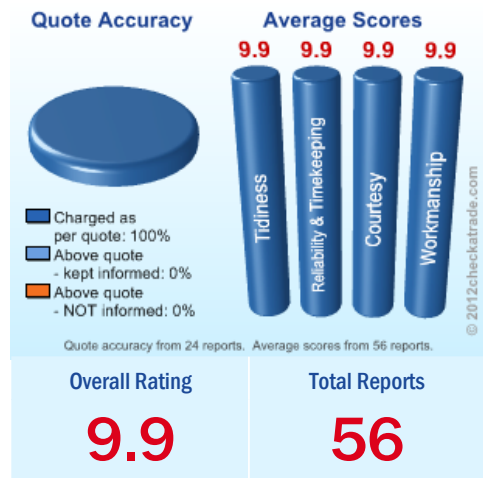 Quote Accuracy
Average Scores
9.9
9.9
9.9
9.9
Tidiness
Reliability & Timekeeping
Courtesy
Workmanship
Charged as
per quote: 100%
Above quote
- kept informed: 0%
Above quote
- NOT informed: 0%
© 2012checkatrade.com
Quote accuracy from 24 reports. Average scores from 56 reports.
Overall Rating
9.9
Total Reports
56